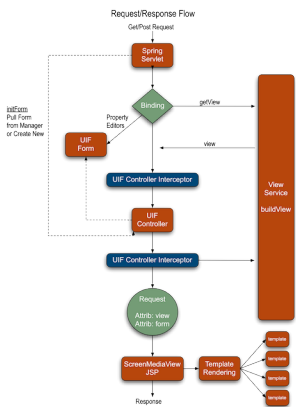 Request/Response Flow
Get/Post Request
Spring
Servlet
initForm
Pull Form
from Manager
or Create New
Binding
getView
Property
Editors
UIF
Form
view
View
Service
buildView
UIF Controller Interceptor
UIF
Controller
UIF Controller Interceptor
Request
Attrib: view
Attrib: form
ScreenMediaView
JSP
Template
Rendering
template
template
template
template
Response